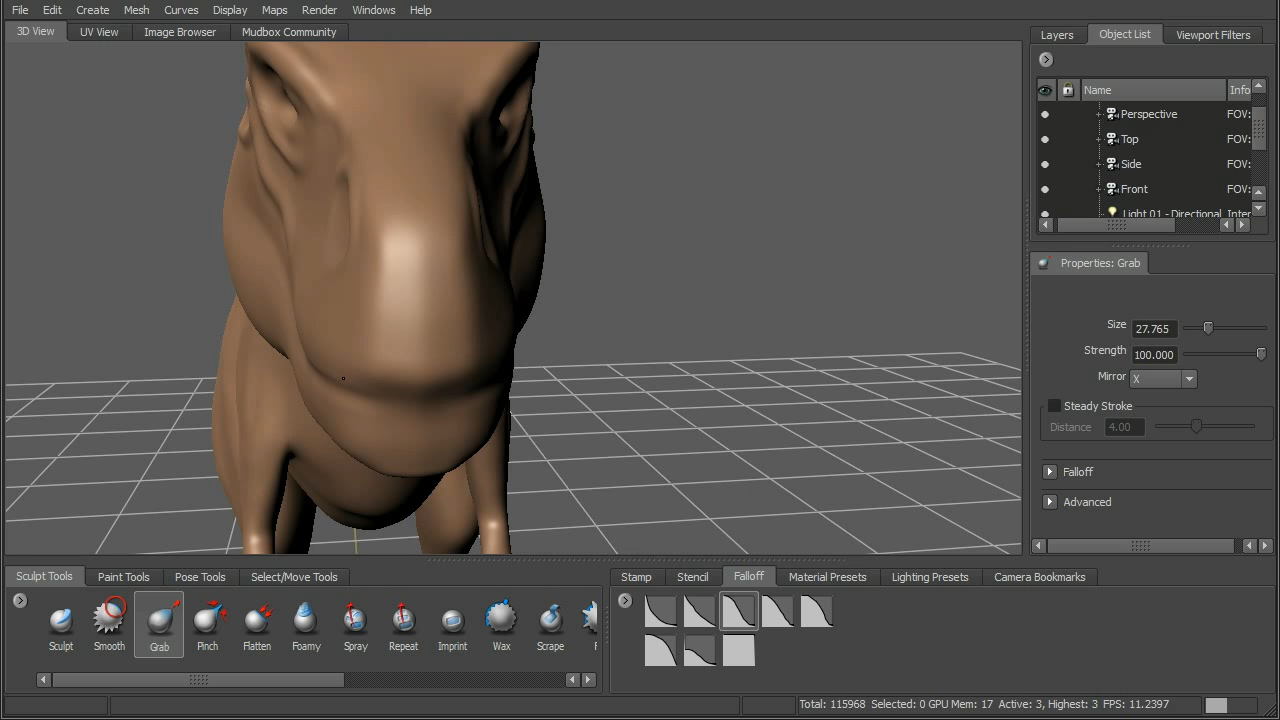 File Edit Create Mesh Curves Display Maps Render Windows Help
3D View UV View Image Browser Mudbox Community
Layers Object List Viewport Filters
Name Info
Perspective FOV:
Top FOV:
Side FOV:
Front FOV:
Light 01 - Directional Inter
Properties: Grab
Size 27.765
Strength 100.000
Mirror X
Steady Stroke
Distance 4.00
Falloff
Advanced
Sculpt Tools Paint Tools Pose Tools Select/Move Tools
Stamp Stencil Falloff Material Presets Lighting Presets Camera Bookmarks
Sculpt Smooth Grab Pinch Flatten Foamy Spray Repeat Imprint Wax Scrape F
Total: 115968 Selected: 0 GPU Mem: 17 Active: 3, Highest: 3 FPS: 11.2397